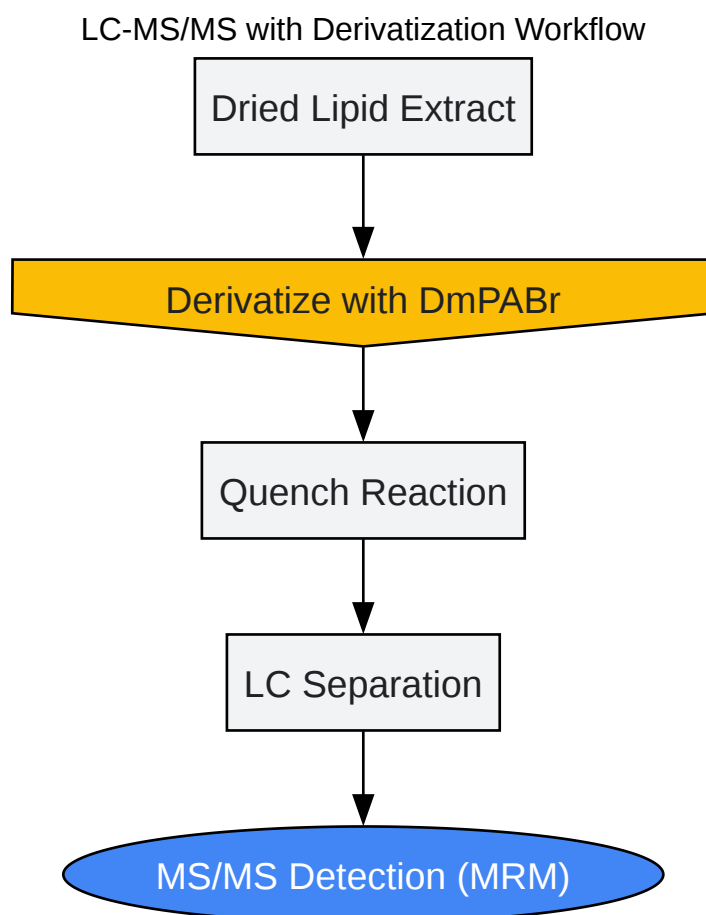 LC-MS/MS with Derivatization Workflow
Dried Lipid Extract
Derivatize with DmPABr
Quench Reaction
LC Separation
MS/MS Detection (MRM)